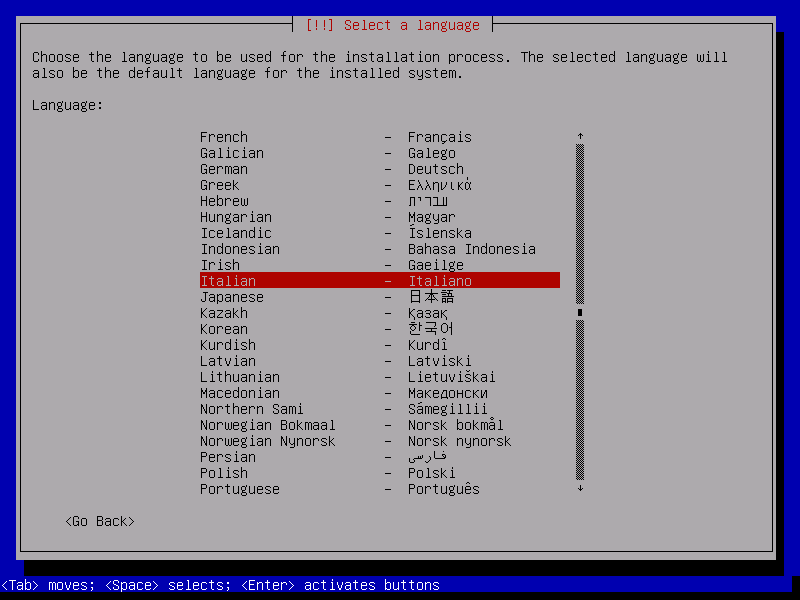 [!!] Select a language
Choose the language to be used for the installation process. The selected language will
also be the default language for the installed system.
Language:
French - Français
Galician - Galego
German - Deutsch
Greek - Ελληνικά
Hebrew - עברית
Hungarian - Magyar
Icelandic - Íslenska
Indonesian - Bahasa Indonesia
Irish - Gaeilge
Italian - Italiano
Japanese - 日本語
Kazakh - Қазақ
Korean - 한국어
Kurdish - Kurdî
Latvian - Latviski
Lithuanian - Lietuviškai
Macedonian - Македонски
Northern Sami - Sámegillii
Norwegian Bokmaal - Norsk bokmål
Norwegian Nynorsk - Norsk nynorsk
Persian - فارسی
Polish - Polski
Portuguese - Português
<Go Back>
<Tab> moves; <Space> selects; <Enter> activates buttons